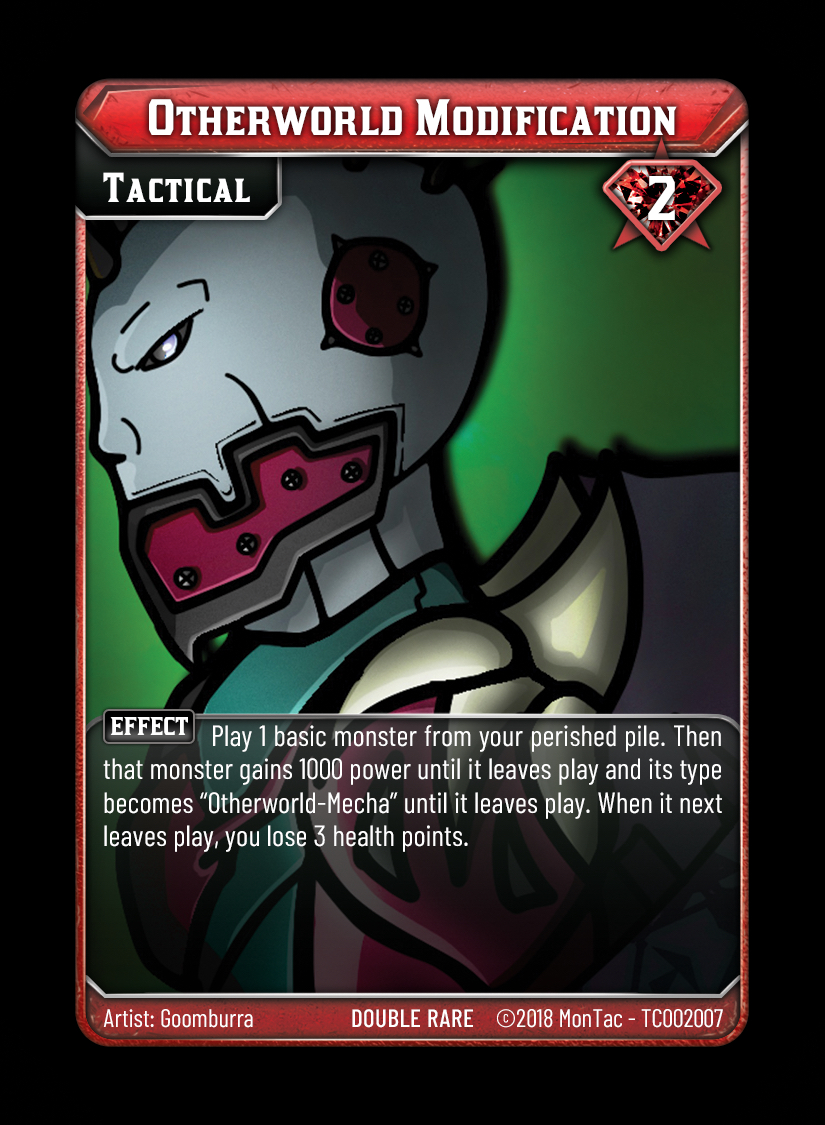 Otherworld Modification
Tactical
2
EFFECT Play 1 basic monster from your perished pile. Then
that monster gains 1000 power until it leaves play and its type
becomes “Otherworld-Mecha” until it leaves play. When it next
leaves play, you lose 3 health points.
Artist: Goomburra DOUBLE RARE ©2018 MonTac - TC002007